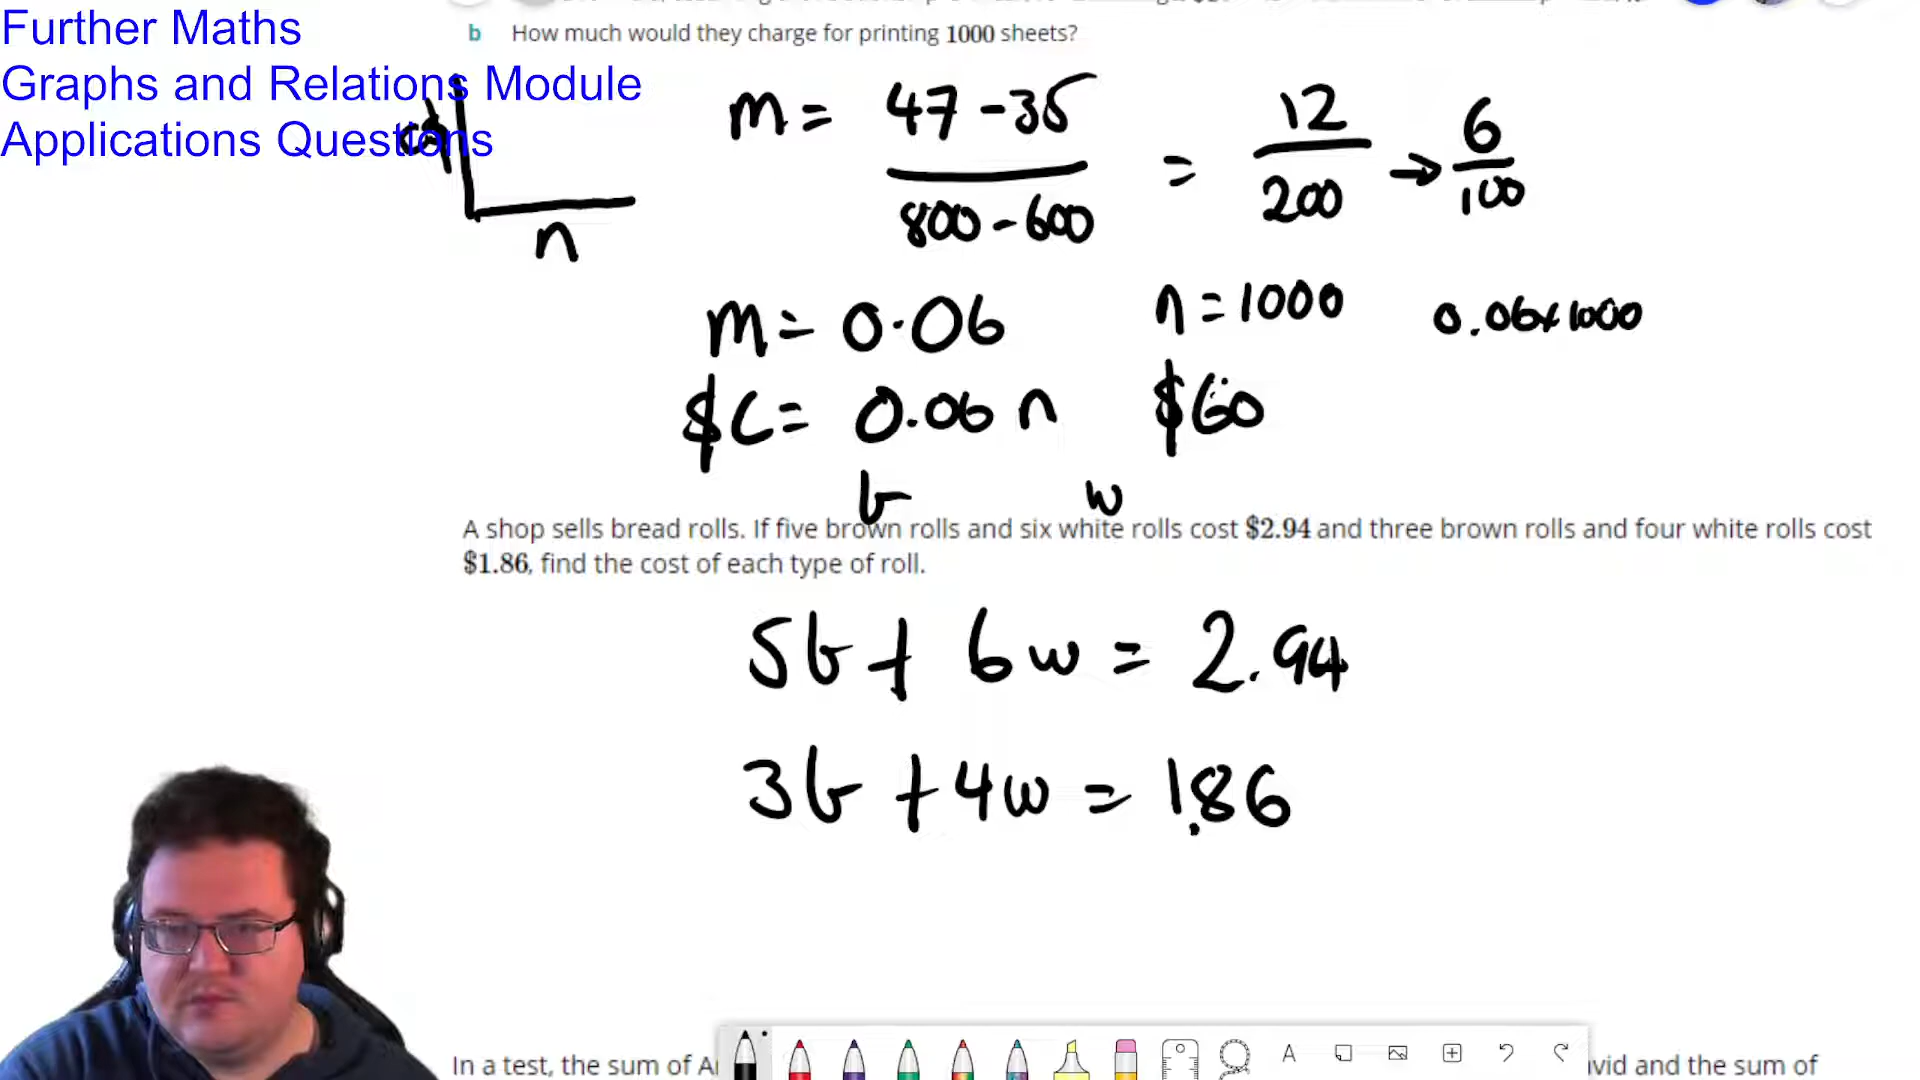 Further Maths
Graphs and Relations Module
Applications Questions
b How much would they charge for printing 1000 sheets?
n
m = 47 - 35 / 800 - 600 = 12 / 200 → 6 / 100
m = 0.06 n = 1000 0.06 x 1000
$C = 0.06 n $60
b w
A shop sells bread rolls. If five brown rolls and six white rolls cost $2.94 and three brown rolls and four white rolls cost
$1.86, find the cost of each type of roll.
5b + 6w = 2.94
3b + 4w = 1.86
In a test, the sum of A
vid and the sum of